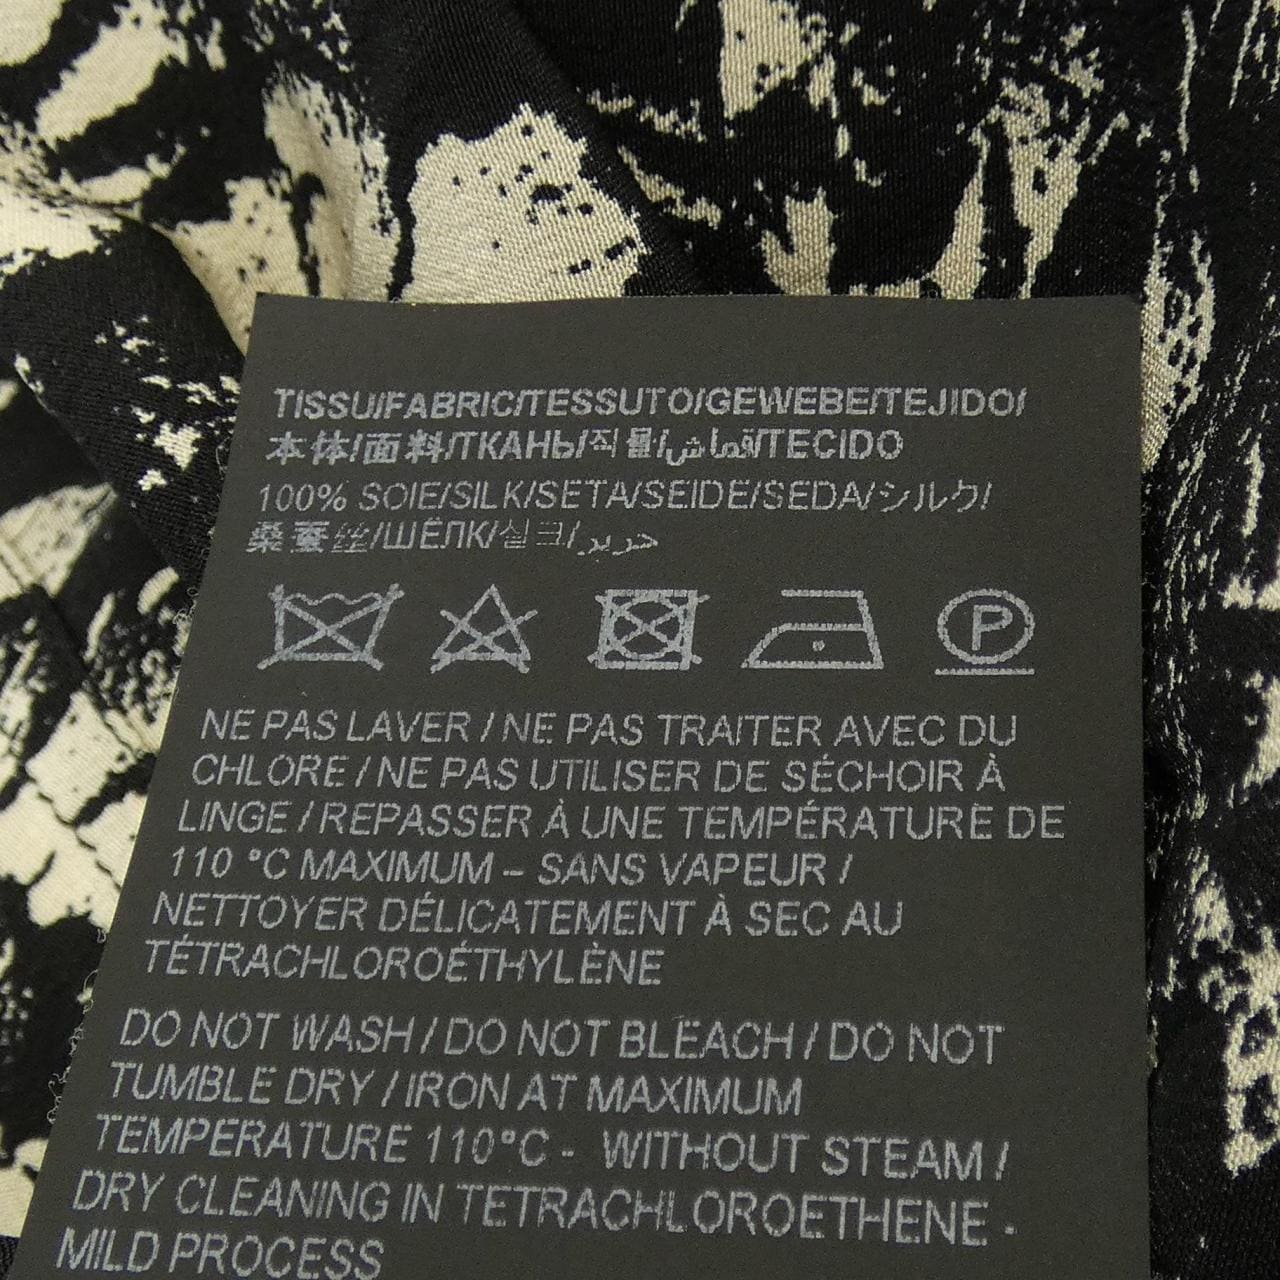 TISSU/FABRIC/TESSUTO/GEWEBE/TEJIDO/
本体/面料/ТКАНЬ/직물/قماش/TECIDO
100% SOIE/SILK/SETA/SEIDE/SEDA/シルク/
桑蚕丝/ШЁЛК/실크/حرير
P
NE PAS LAVER / NE PAS TRAITER AVEC DU
CHLORE / NE PAS UTILISER DE SÉCHOIR À
LINGE / REPASSER À UNE TEMPÉRATURE DE
110 °C MAXIMUM – SANS VAPEUR /
NETTOYER DÉLICATEMENT À SEC AU
TÉTRACHLOROÉTHYLÈNE
DO NOT WASH / DO NOT BLEACH / DO NOT
TUMBLE DRY / IRON AT MAXIMUM
TEMPERATURE 110°C - WITHOUT STEAM /
DRY CLEANING IN TETRACHLOROETHENE -
MILD PROCESS